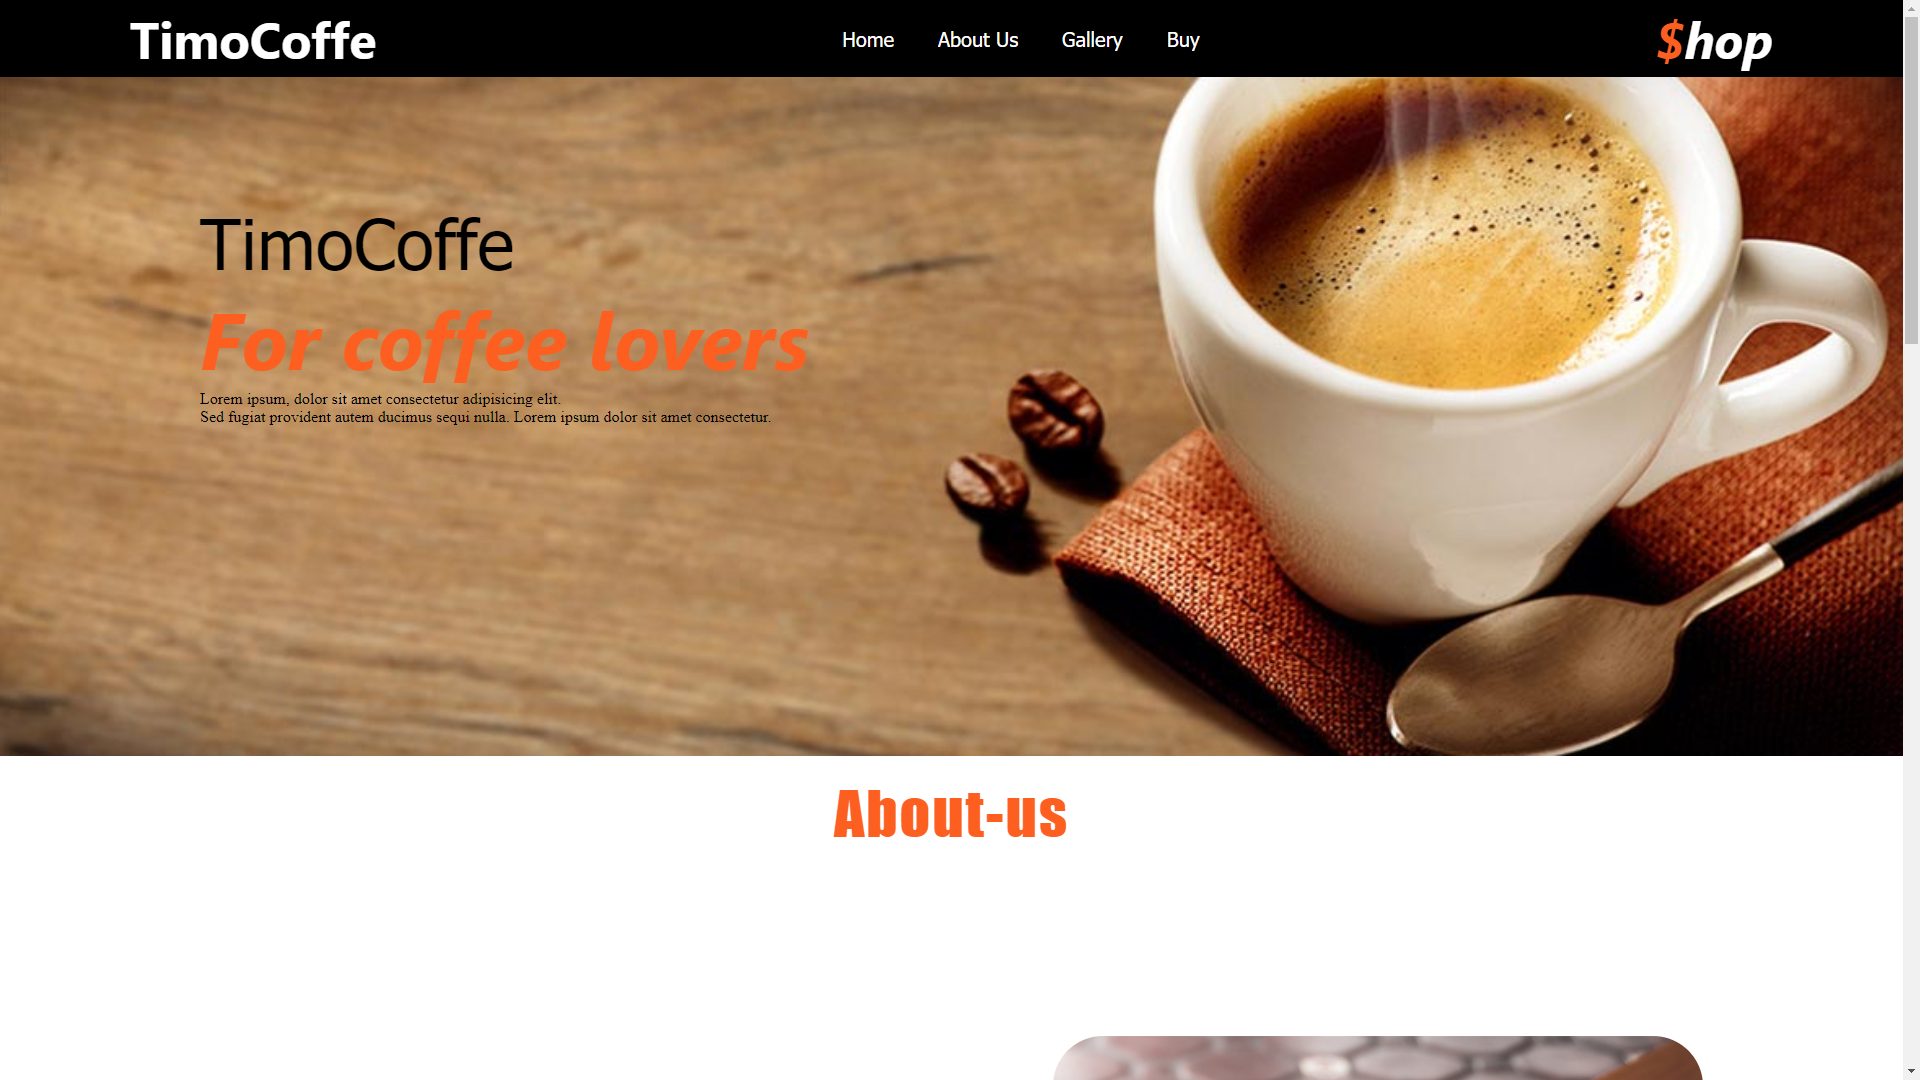 TimoCoffe
Home About Us Gallery Buy
$hop
TimoCoffe
For coffee lovers
Lorem ipsum, dolor sit amet consectetur adipisicing elit.
Sed fugiat provident autem ducimus sequi nulla. Lorem ipsum dolor sit amet consectetur.
About-us